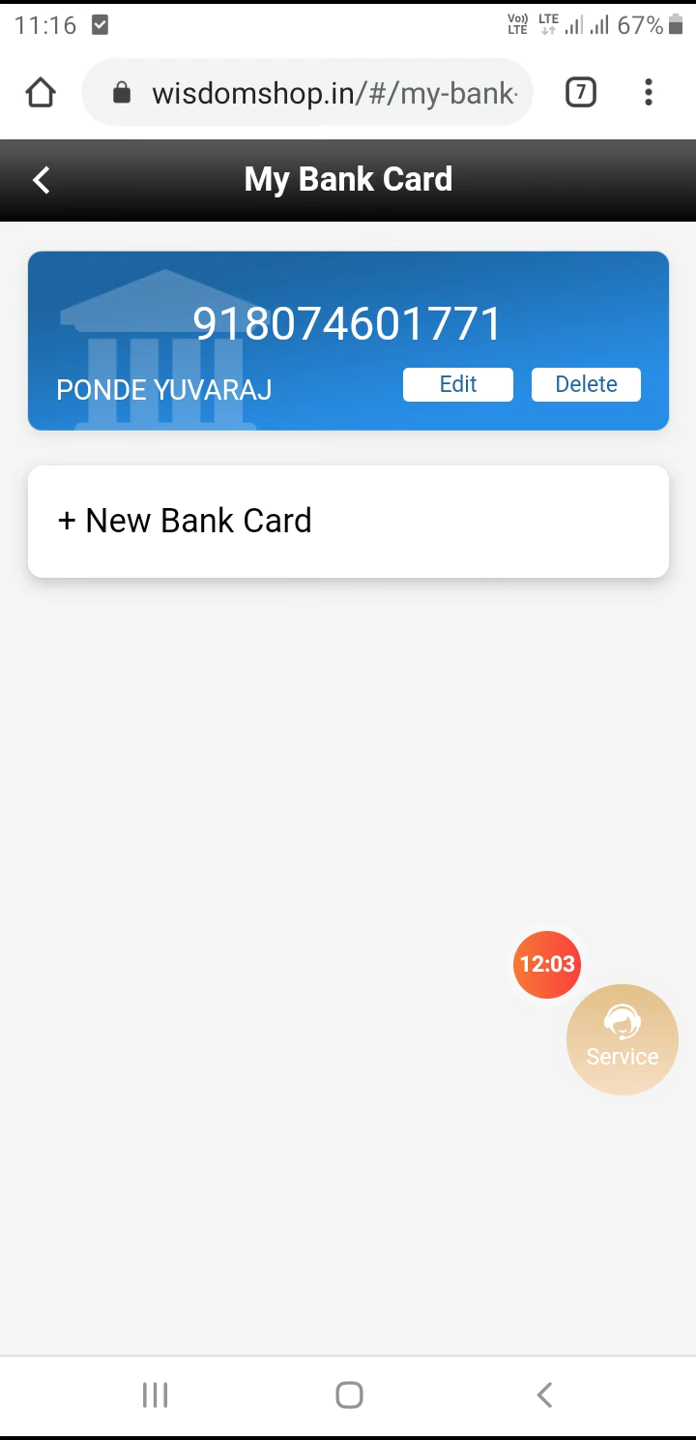 11:16 Vo)) LTE LTE 67%
wisdomshop.in/#/my-bank-
7
My Bank Card
918074601771
PONDE YUVARAJ Edit Delete
+ New Bank Card
12:03
Service